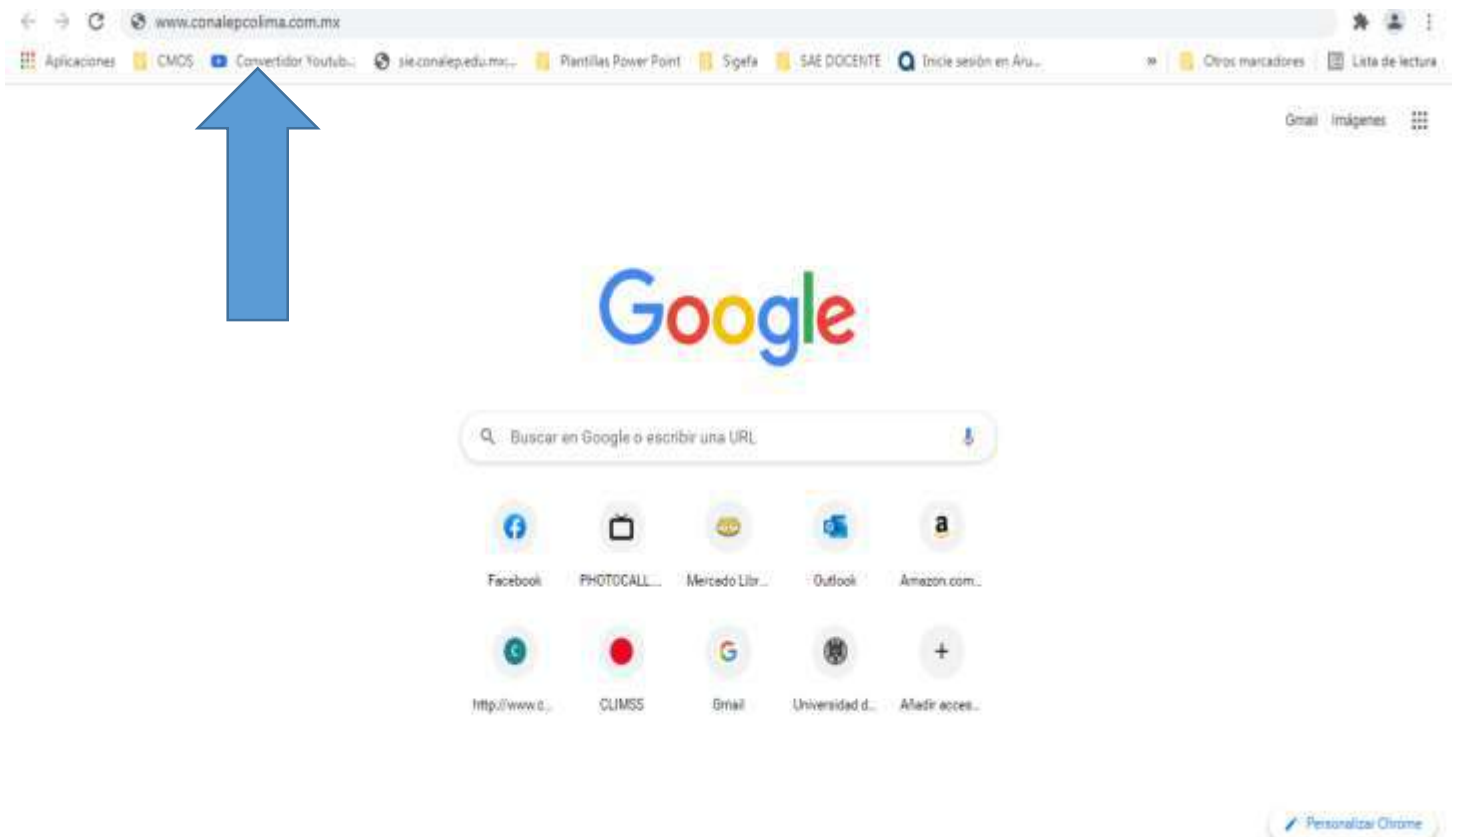 www.conalepcolima.com.mx
Aplicaciones CMOS Convertidor Youtub... sie.conalep.edu.mx:... Plantillas Power Point Sigefa SAE DOCENTE Inicie sesión en Aru... » Otros marcadores Lista de lectura
Gmail Imágenes
Google
Buscar en Google o escribir una URL
Facebook PHOTOCALL.... Mercado Libr... Outlook Amazon.com...
http://www.c... CLIMSS Gmail Universidad d... Añadir acces...
Personalizar Chrome